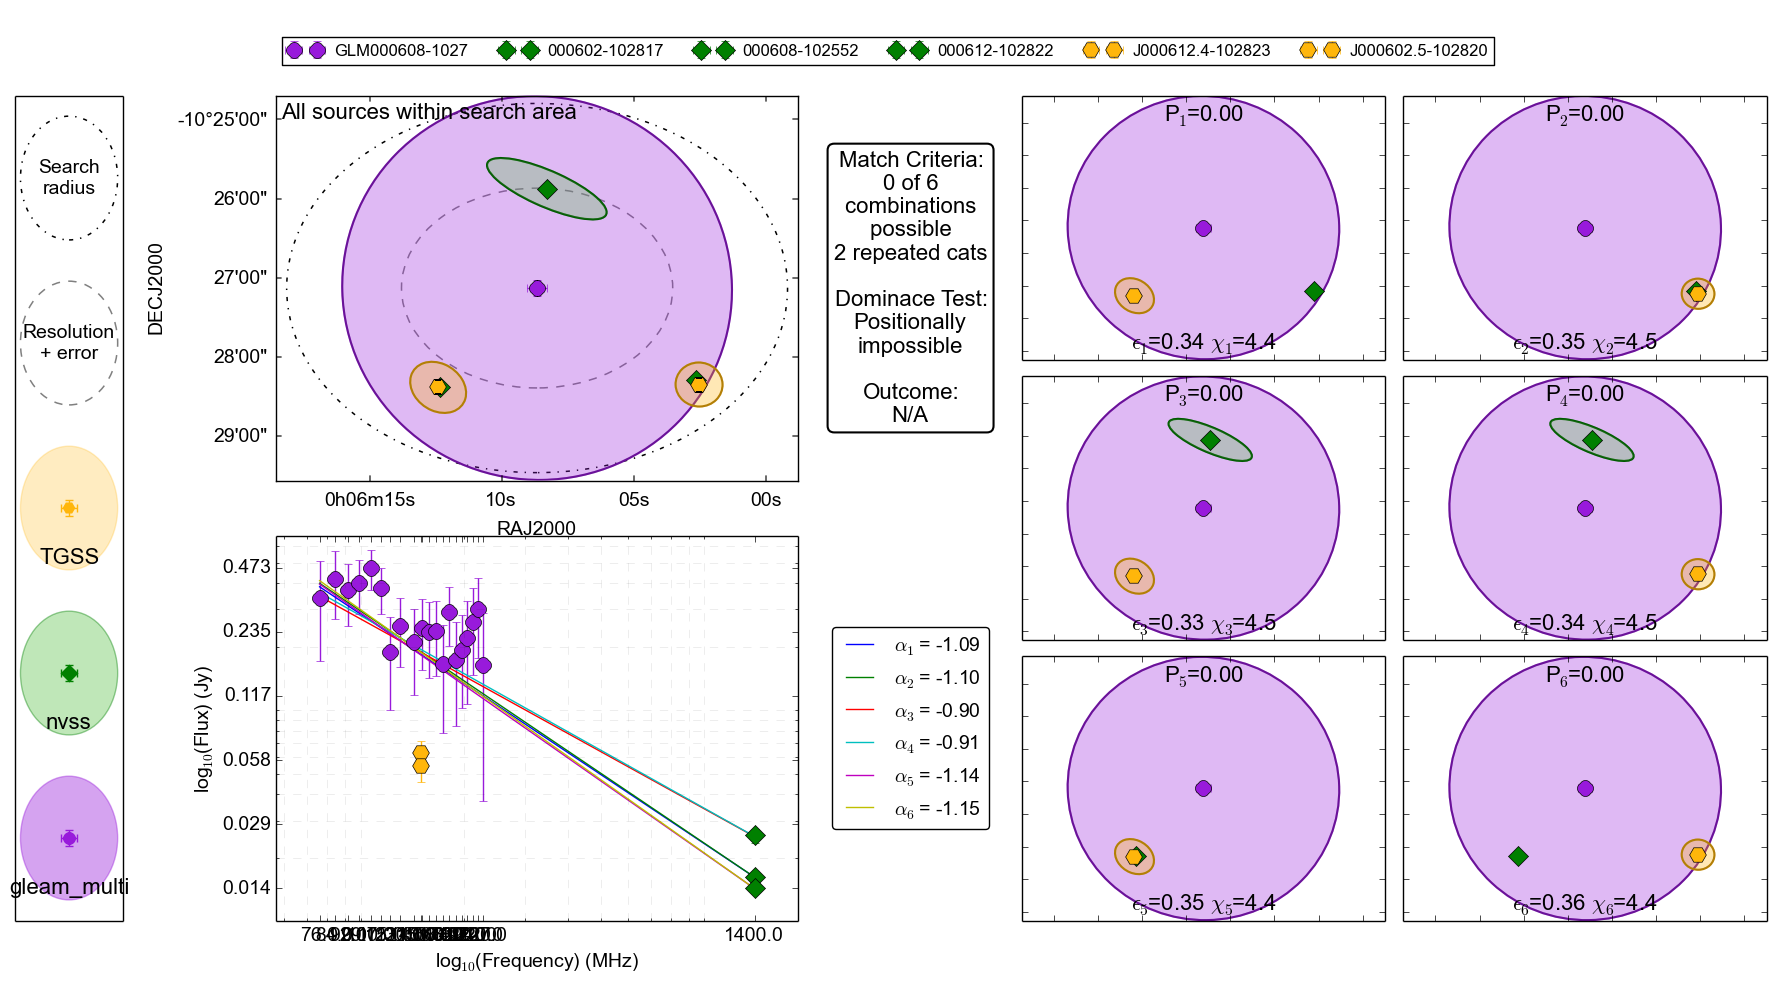 GLM000608-1027 000602-102817 000608-102552 000612-102822 J000612.4-102823 J000602.5-102820
Search
radius
Resolution
+ error
TGSS
nvss
gleam_multi
All sources within search area
DECJ2000
-10°25'00"
26'00"
27'00"
28'00"
29'00"
0h06m15s 10s 05s 00s
RAJ2000
Match Criteria:
0 of 6
combinations
possible
2 repeated cats
Dominace Test:
Positionally
impossible
Outcome:
N/A
log10(Flux) (Jy)
0.473
0.235
0.117
0.058
0.029
0.014
1400.0
log10(Frequency) (MHz)
α1 = -1.09
α2 = -1.10
α3 = -0.90
α4 = -0.91
α5 = -1.14
α6 = -1.15
P1=0.00
ϵ1=0.34 χ1=4.4
P2=0.00
ϵ2=0.35 χ2=4.5
P3=0.00
ϵ3=0.33 χ3=4.5
P4=0.00
ϵ4=0.34 χ4=4.5
P5=0.00
ϵ5=0.35 χ5=4.4
P6=0.00
ϵ6=0.36 χ6=4.4